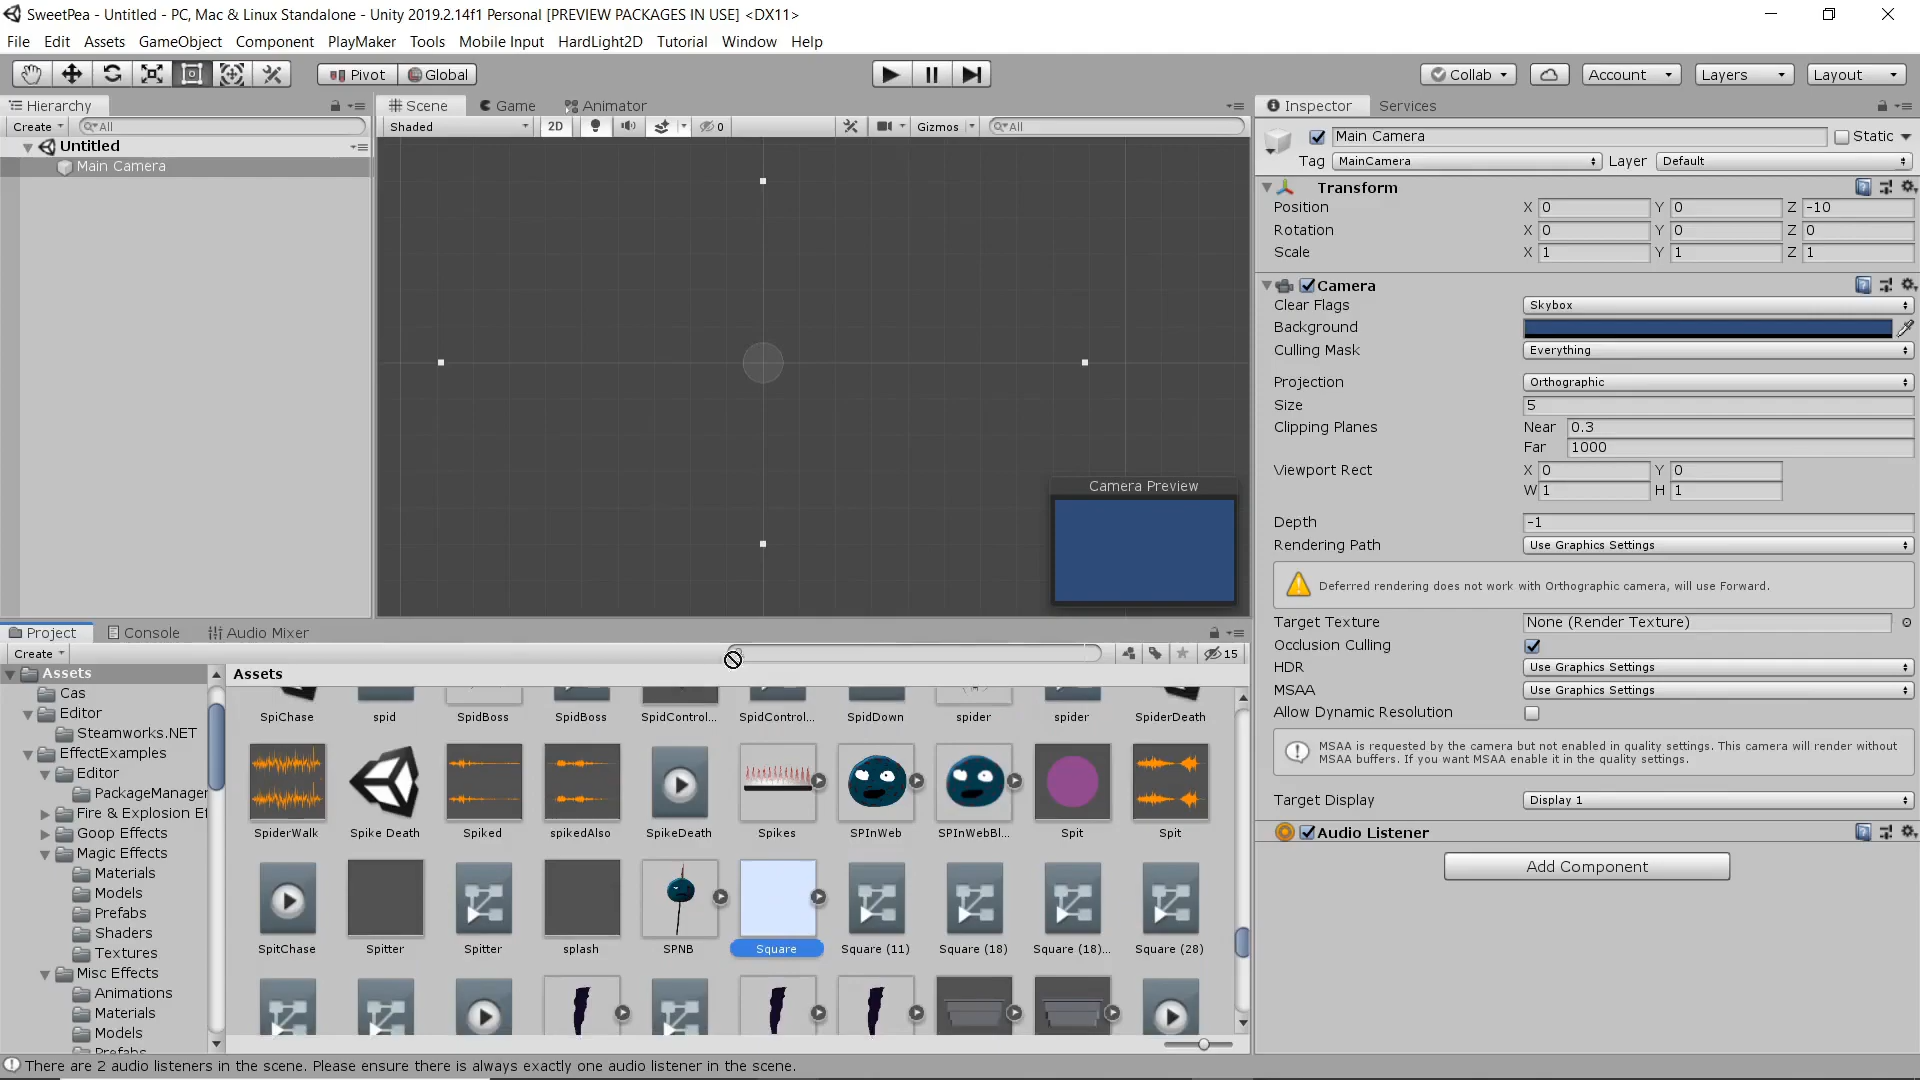 SweetPea - Untitled - PC, Mac & Linux Standalone - Unity 2019.2.14f1 Personal [PREVIEW PACKAGES IN USE] <DX11>
File Edit Assets GameObject Component PlayMaker Tools Mobile Input HardLight2D Tutorial Window Help
Pivot Global Collab Account Layers Layout
Hierarchy Scene Game Animator Inspector Services
Create All Shaded 2D 0 Gizmos All
Untitled
Main Camera
Main Camera Static
Tag MainCamera Layer Default
Transform
Position X 0 Y 0 Z -10
Rotation X 0 Y 0 Z 0
Scale X 1 Y 1 Z 1
Camera
Clear Flags Skybox
Background
Culling Mask Everything
Projection Orthographic
Size 5
Clipping Planes Near 0.3
Far 1000
Viewport Rect X 0 Y 0
W 1 H 1
Depth -1
Rendering Path Use Graphics Settings
Deferred rendering does not work with Orthographic camera, will use Forward.
Target Texture None (Render Texture)
Occlusion Culling
HDR Use Graphics Settings
MSAA Use Graphics Settings
Allow Dynamic Resolution
MSAA is requested by the camera but not enabled in quality settings. This camera will render without
MSAA buffers. If you want MSAA enable it in the quality settings.
Target Display Display 1
Audio Listener
Add Component
Camera Preview
Project Console Audio Mixer
Create 15
Assets
Cas
Editor
Steamworks.NET
EffectExamples
Editor
PackageManager
Fire & Explosion Ef
Goop Effects
Magic Effects
Materials
Models
Prefabs
Shaders
Textures
Misc Effects
Animations
Materials
Models
Prefabs
Assets
SpiChase spid SpidBoss SpidBoss SpidControl... SpidControl... SpidDown spider spider SpiderDeath
SpiderWalk Spike Death Spiked spikedAlso SpikeDeath Spikes SPInWeb SPInWebBl... Spit Spit
SpitChase Spitter Spitter splash SPNB Square Square (11) Square (18) Square (18)... Square (28)
There are 2 audio listeners in the scene. Please ensure there is always exactly one audio listener in the scene.